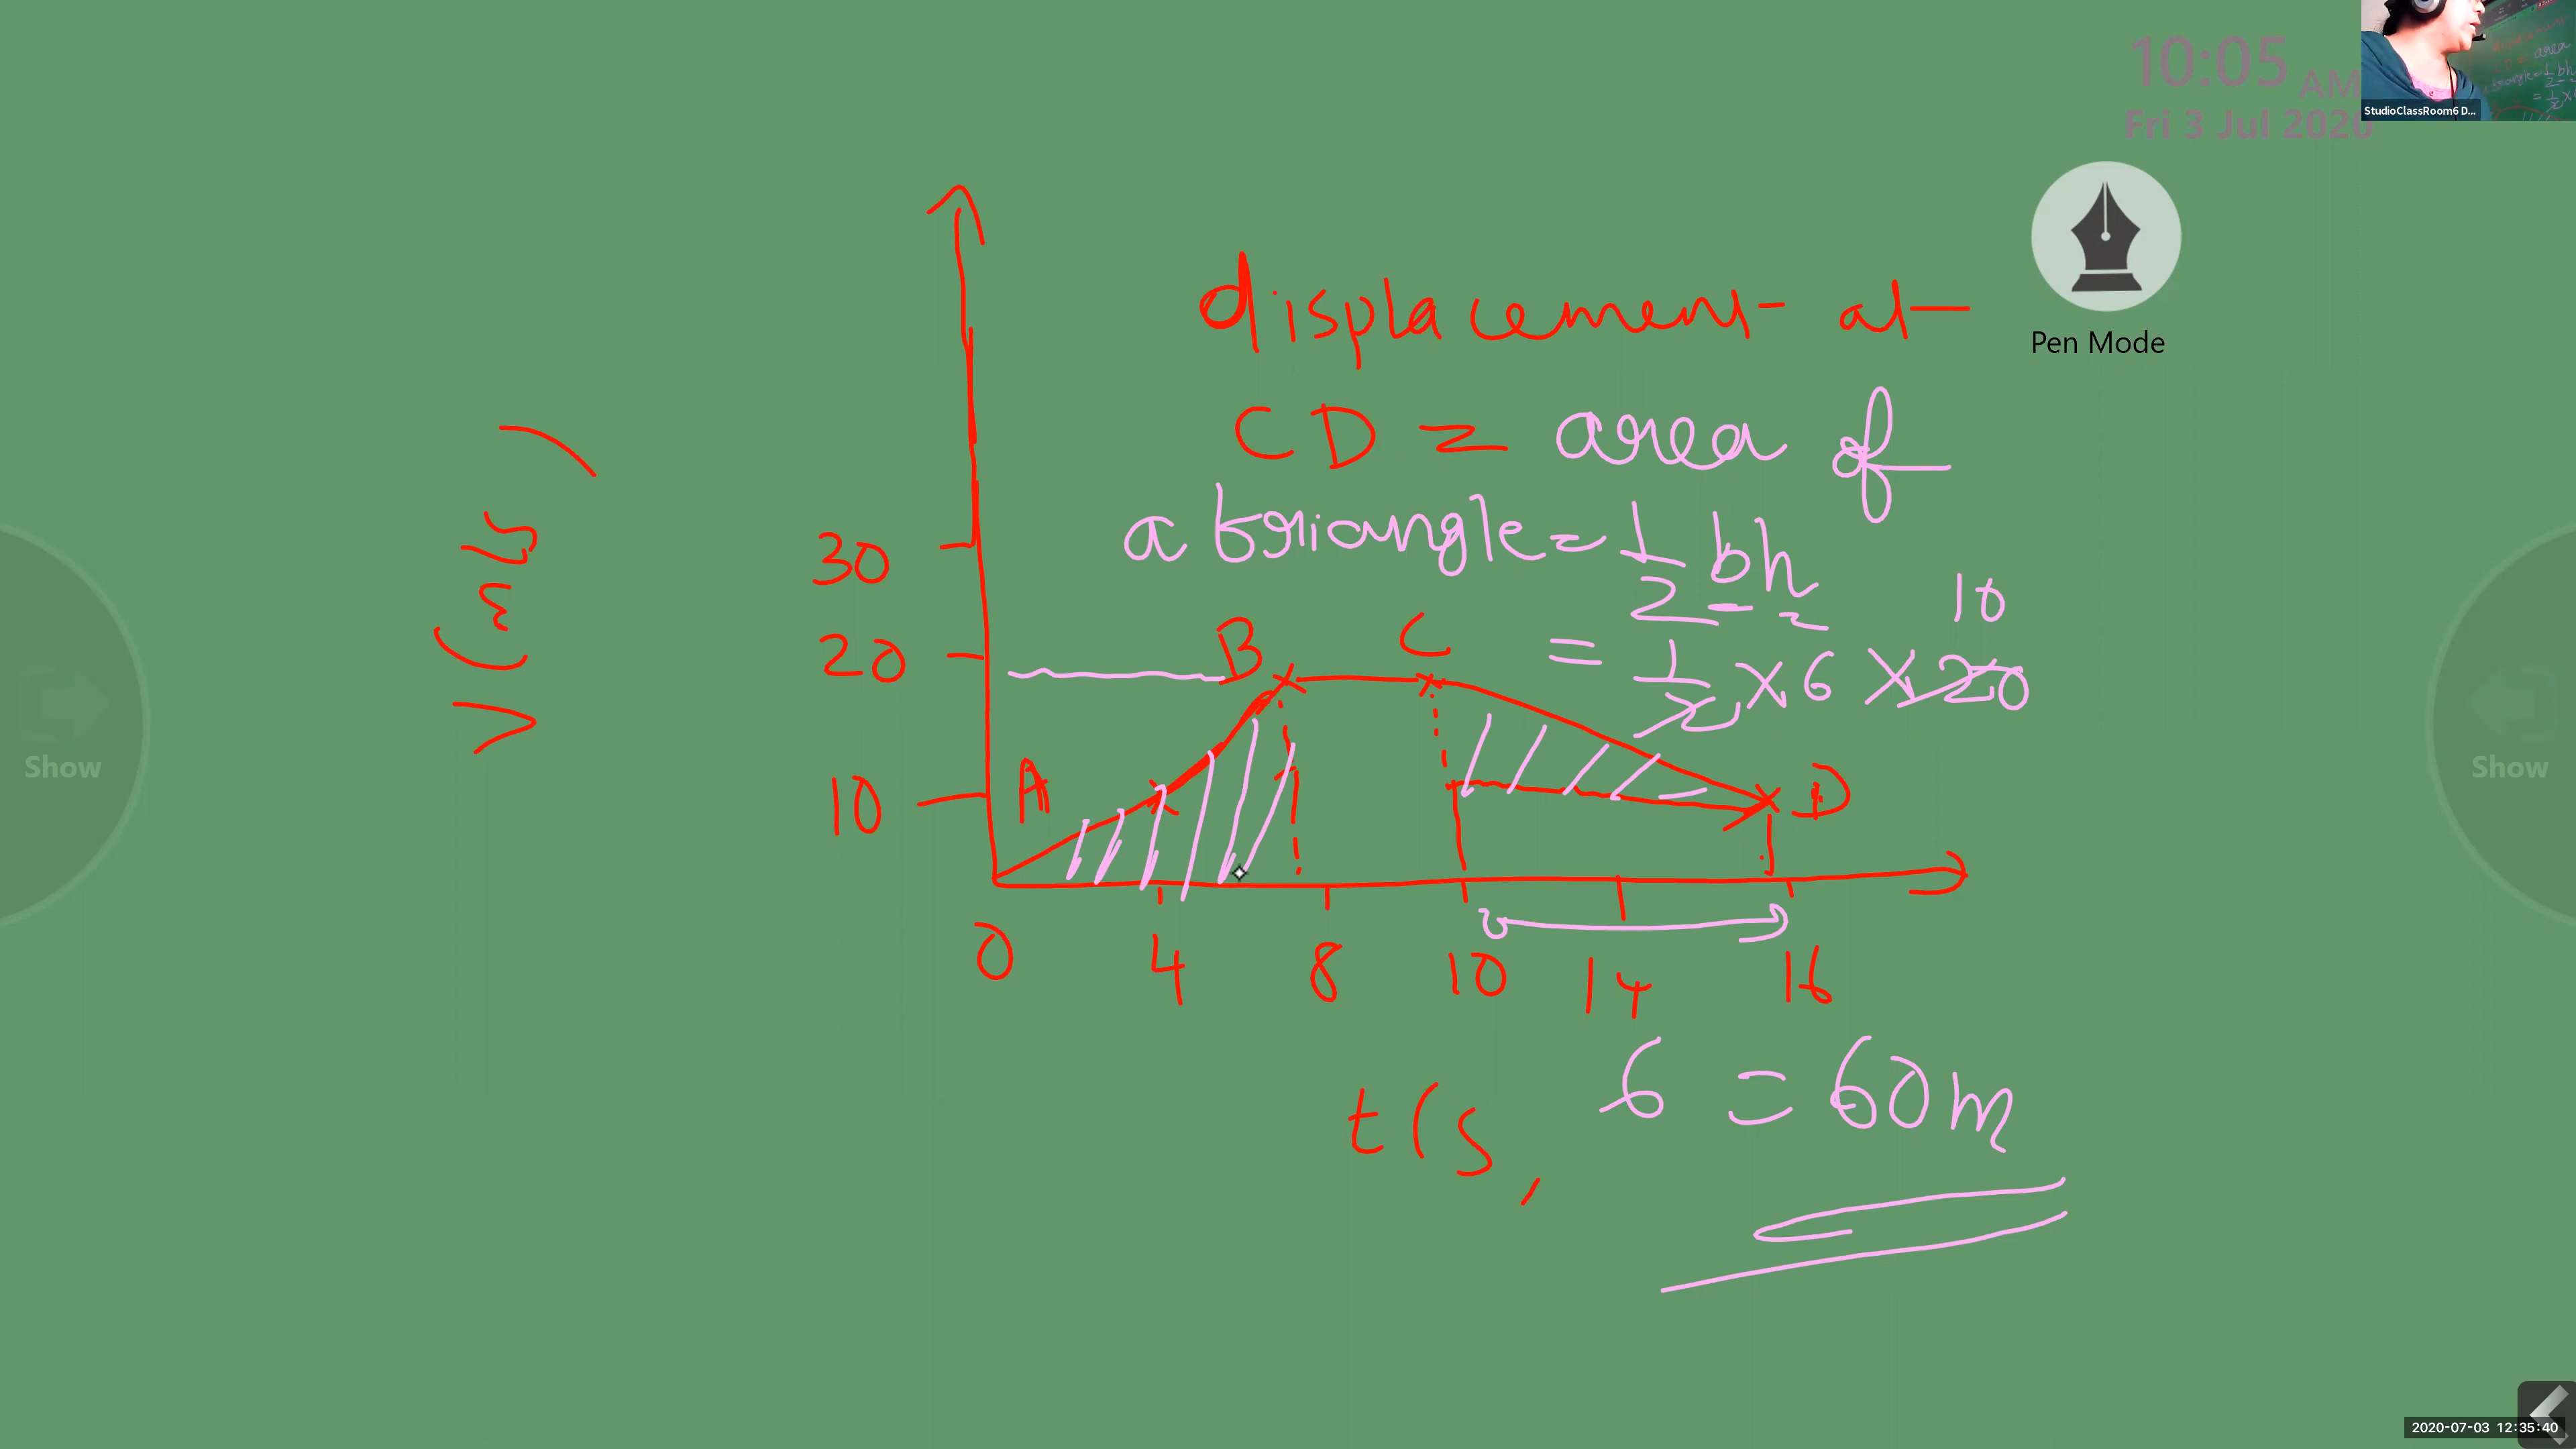 10:05 AM
Fri 3 Jul 2020
StudioClassRoom6 D...
Pen Mode
displacement at
CD = area of
a triangle = 1/2 bh
= 1/2 x 6 x 20
10
V (m/s)
30
20
10
A
B
C
D
0 4 8 10 14 16
t(s,
6 = 60m
Show
Show
2020-07-03 12:35:40